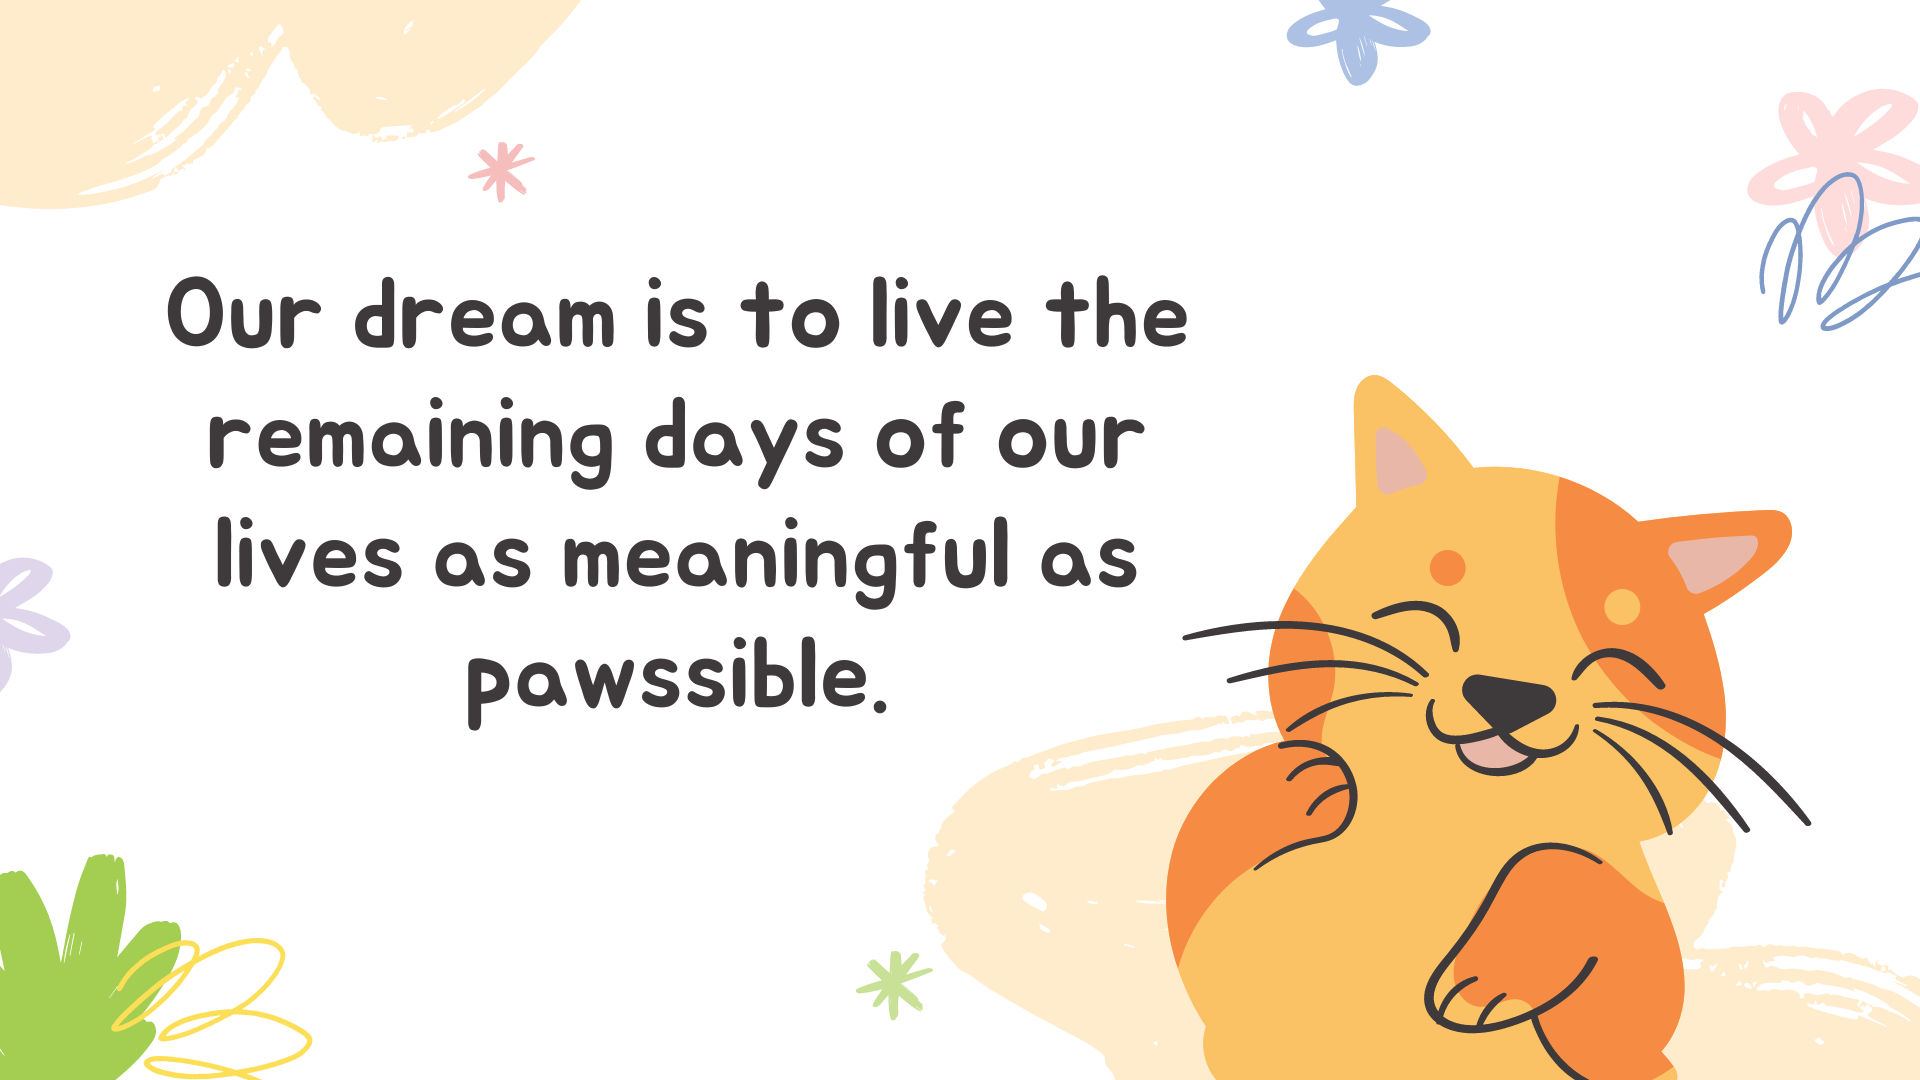 Our dream is to live the
remaining days of our
lives as meaningful as
pawssible.